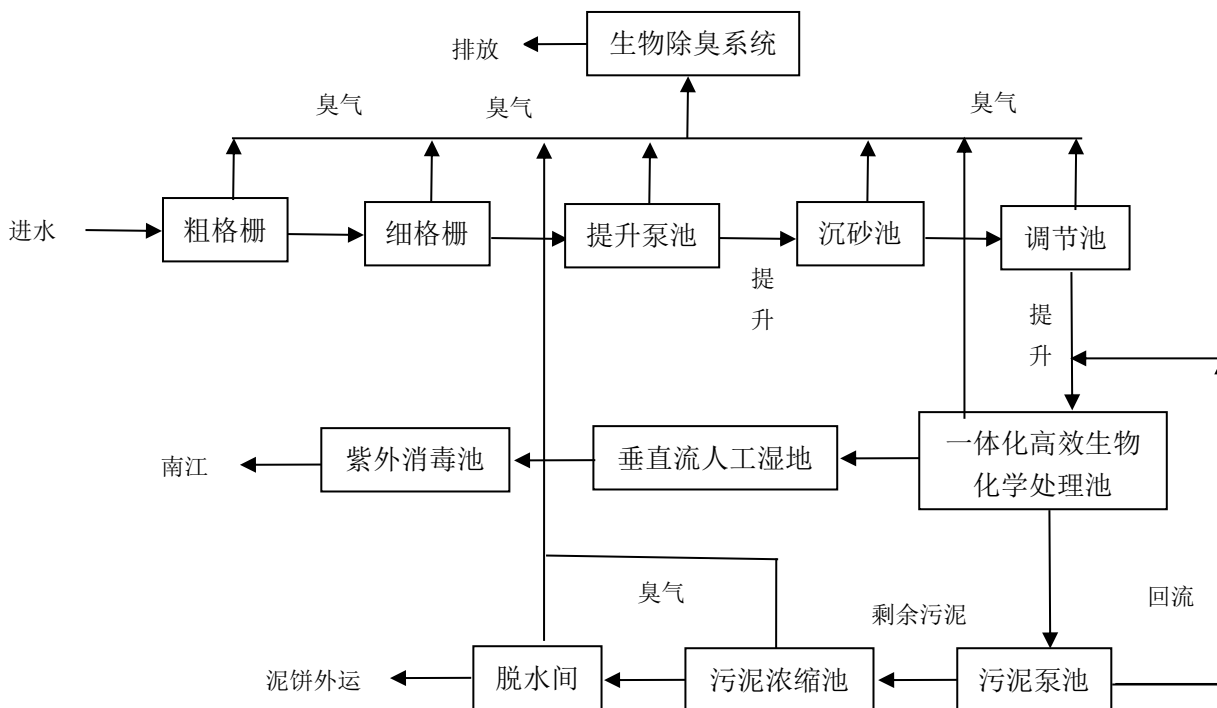 排放
生物除臭系统
臭气
臭气
臭气
进水
粗格栅
细格栅
提升泵池
沉砂池
调节池
提
升
提
升
南江
紫外消毒池
垂直流人工湿地
一体化高效生物
化学处理池
臭气
剩余污泥
回流
泥饼外运
脱水间
污泥浓缩池
污泥泵池